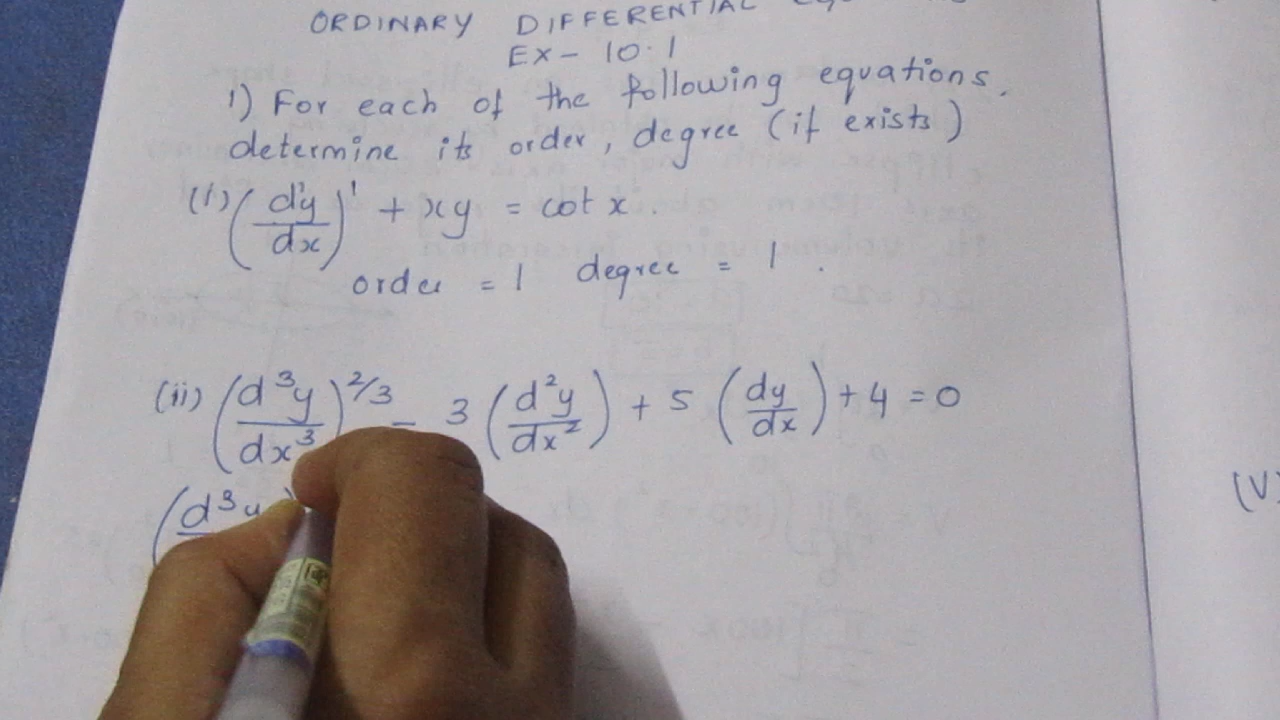 ORDINARY DIFFERENTIAL
EX - 10.1
1) For each of the following equations,
determine its order, degree (if exists)
(i) (dy/dx)^1 + xy = cot x.
order = 1 degree = 1.
(ii) (d³y/dx³)^2/3 - 3 (d²y/dx²) + 5 (dy/dx) + 4 = 0
(d³y
(V)